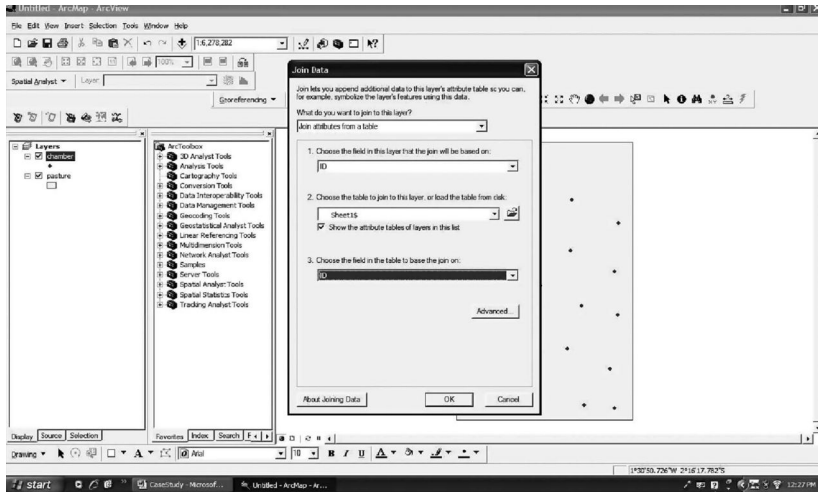 Untitled - ArcMap - ArcView
File Edit View Insert Selection Tools Window Help
1:6,278,282
100%
Spatial Analyst Layer:
Georeferencing
Layers
chamber
pasture
ArcToolbox
3D Analyst Tools
Analysis Tools
Cartography Tools
Conversion Tools
Data Interoperability Tools
Data Management Tools
Geocoding Tools
Geostatistical Analyst Tools
Linear Referencing Tools
Multidimension Tools
Network Analyst Tools
Samples
Server Tools
Spatial Analyst Tools
Spatial Statistics Tools
Tracking Analyst Tools
Join Data
Join lets you append additional data to this layer's attribute table so you can,
for example, symbolize the layer's features using this data.
What do you want to join to this layer?
Join attributes from a table
1. Choose the field in this layer that the join will be based on:
ID
2. Choose the table to join to this layer, or load the table from disk:
Sheet1$
Show the attribute tables of layers in this list
3. Choose the field in the table to base the join on:
ID
Advanced...
About Joining Data OK Cancel
Display Source Selection
Favorites Index Search F
Drawing A Arial 10 B I U A
1°30'50.726"W 2°16'17.782"S
start CaseStudy - Microsof... Untitled - ArcMap - Ar... 12:27 PM